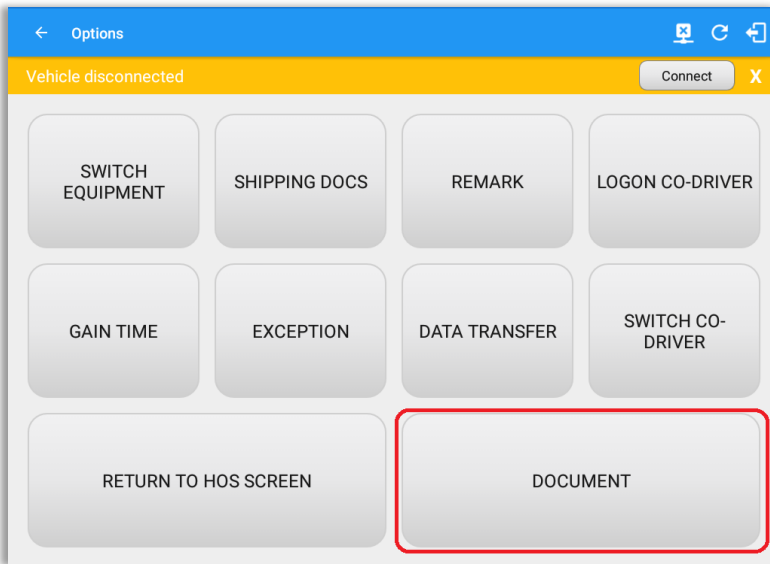 Options
Vehicle disconnected
Connect
X
SWITCH
EQUIPMENT
SHIPPING DOCS
REMARK
LOGON CO-DRIVER
GAIN TIME
EXCEPTION
DATA TRANSFER
SWITCH CO-
DRIVER
RETURN TO HOS SCREEN
DOCUMENT